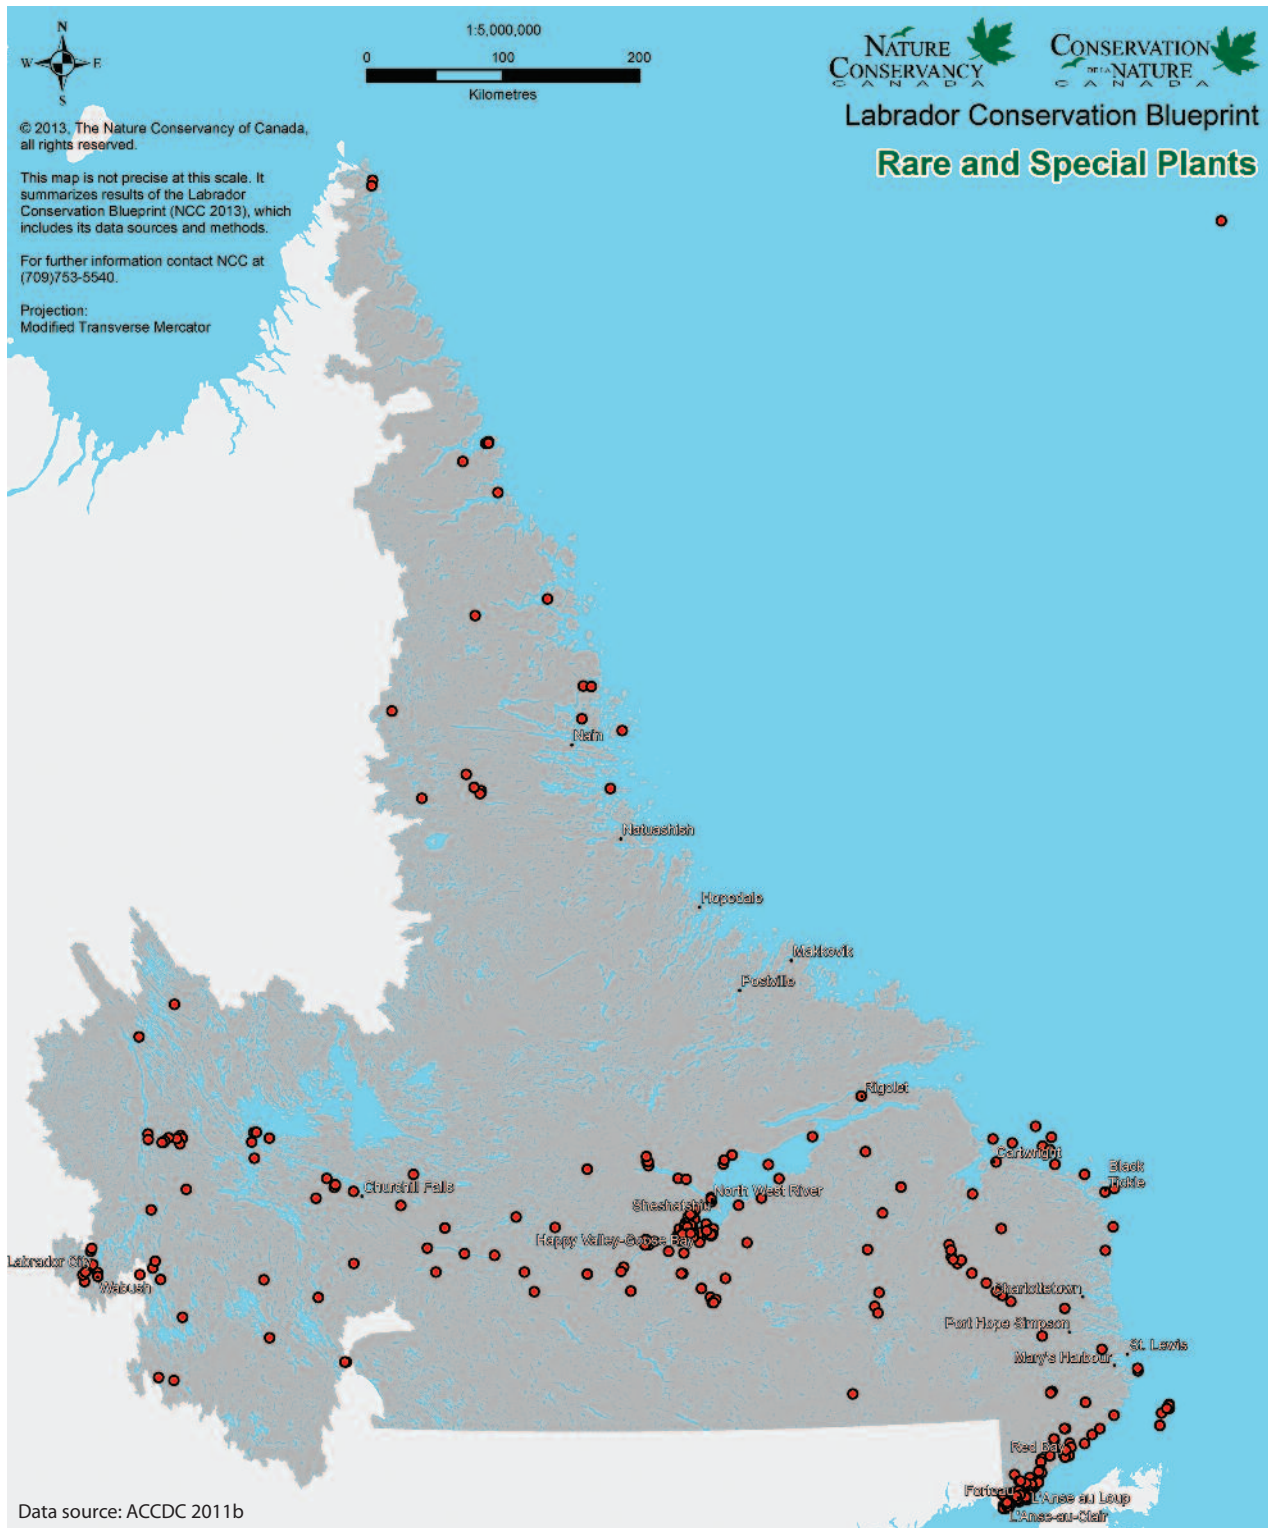 N
W E
S
1:5,000,000
0 100 200
Kilometres
NATURE
CONSERVANCY
CANADA
CONSERVATION
DE LA NATURE
CANADA
Labrador Conservation Blueprint
Rare and Special Plants
© 2013, The Nature Conservancy of Canada,
all rights reserved.
This map is not precise at this scale. It
summarizes results of the Labrador
Conservation Blueprint (NCC 2013), which
includes its data sources and methods.
For further information contact NCC at
(709)753-5540.
Projection:
Modified Transverse Mercator
Nain
Natuashish
Hopedale
Makkovik
Postville
Rigolet
Cartwright
Black
Tickle
Churchill Falls
North West River
Sheshatshiu
Happy Valley-Goose Bay
Labrador City
Wabush
Charlottetown
Port Hope Simpson
St. Lewis
Mary's Harbour
Red Bay
Forteau
L'Anse au Loup
L'Anse-au-Clair
Data source: ACCDC 2011b